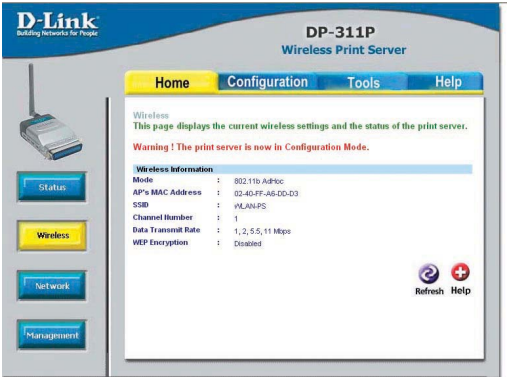 D-Link
Building Networks for People
DP-311P
Wireless Print Server
Home Configuration Tools Help
Wireless
This page displays the current wireless settings and the status of the print server.
Warning ! The print server is now in Configuration Mode.
Wireless Information
Mode : 802.11b AdHoc
AP's MAC Address : 02-40-FF-A6-DD-D3
SSID : WLAN-PS
Channel Number : 1
Data Transmit Rate : 1, 2, 5.5, 11 Mbps
WEP Encryption : Disabled
Status
Wireless
Network
Management
Refresh Help